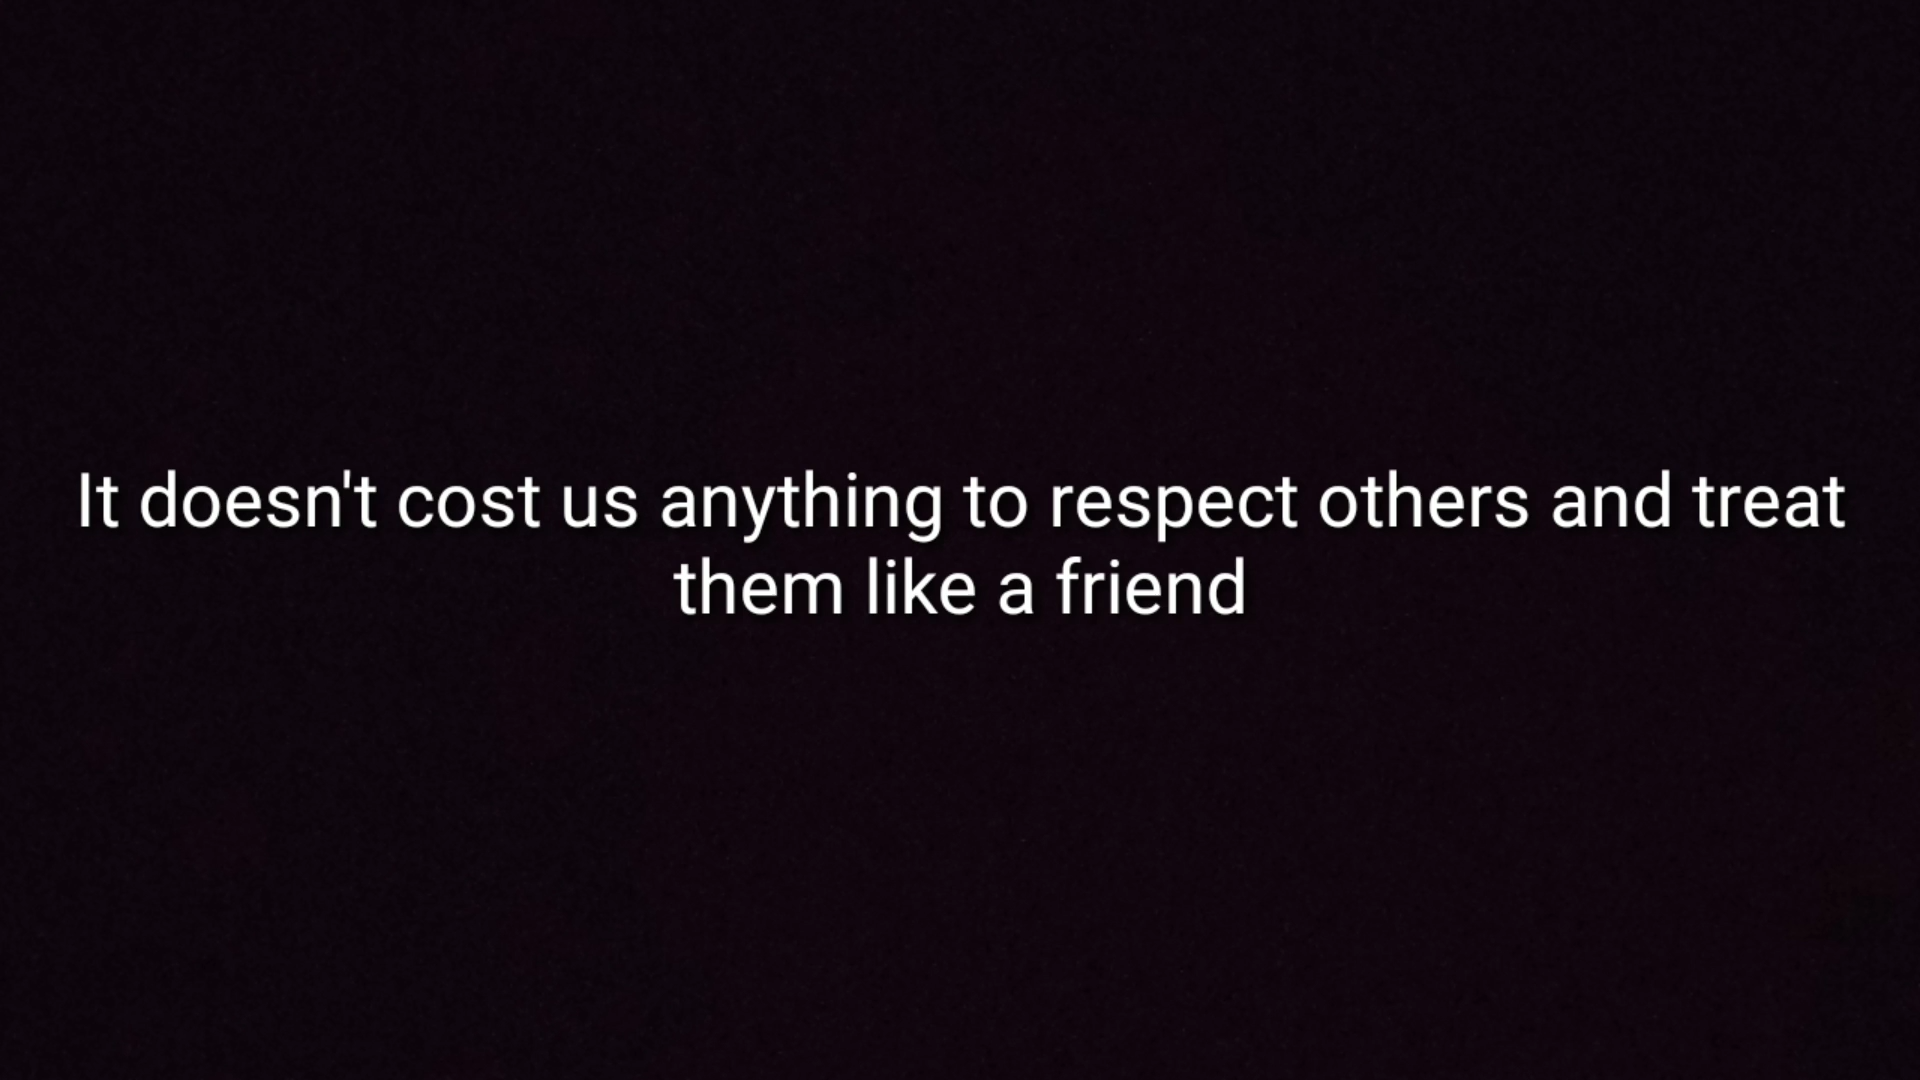 It doesn't cost us anything to respect others and treat
them like a friend